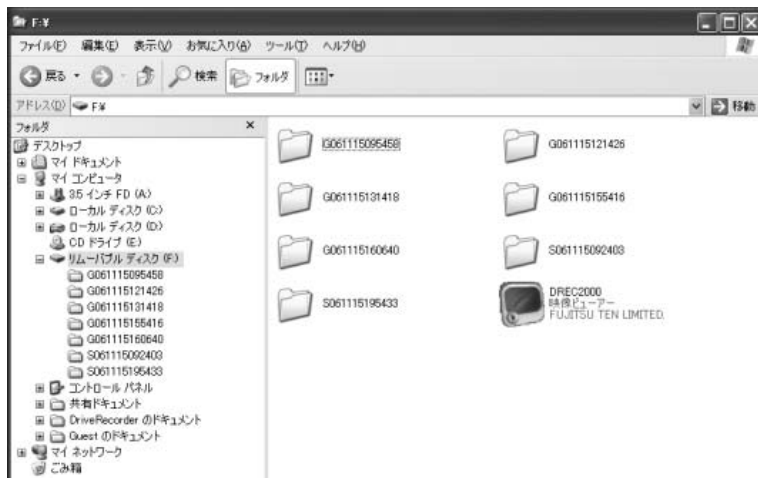 F:¥
ファイル(F) 編集(E) 表示(V) お気に入り(A) ツール(T) ヘルプ(H)
戻る 検索 フォルダ
アドレス(D) F:¥ 移動
フォルダ ×
デスクトップ
マイ ドキュメント
マイ コンピュータ
3.5 インチ FD (A:)
ローカル ディスク (C:)
ローカル ディスク (D:)
CD ドライブ (E:)
リムーバブル ディスク (F:)
G061115095458
G061115121426
G061115131418
G061115155416
G061115160640
S061115092403
S061115195433
コントロール パネル
共有ドキュメント
DriveRecorder のドキュメント
Guest のドキュメント
マイ ネットワーク
ごみ箱
G061115095458
G061115121426
G061115131418
G061115155416
G061115160640
S061115092403
S061115195433
DREC2000
映像ビューアー
FUJITSU TEN LIMITED.